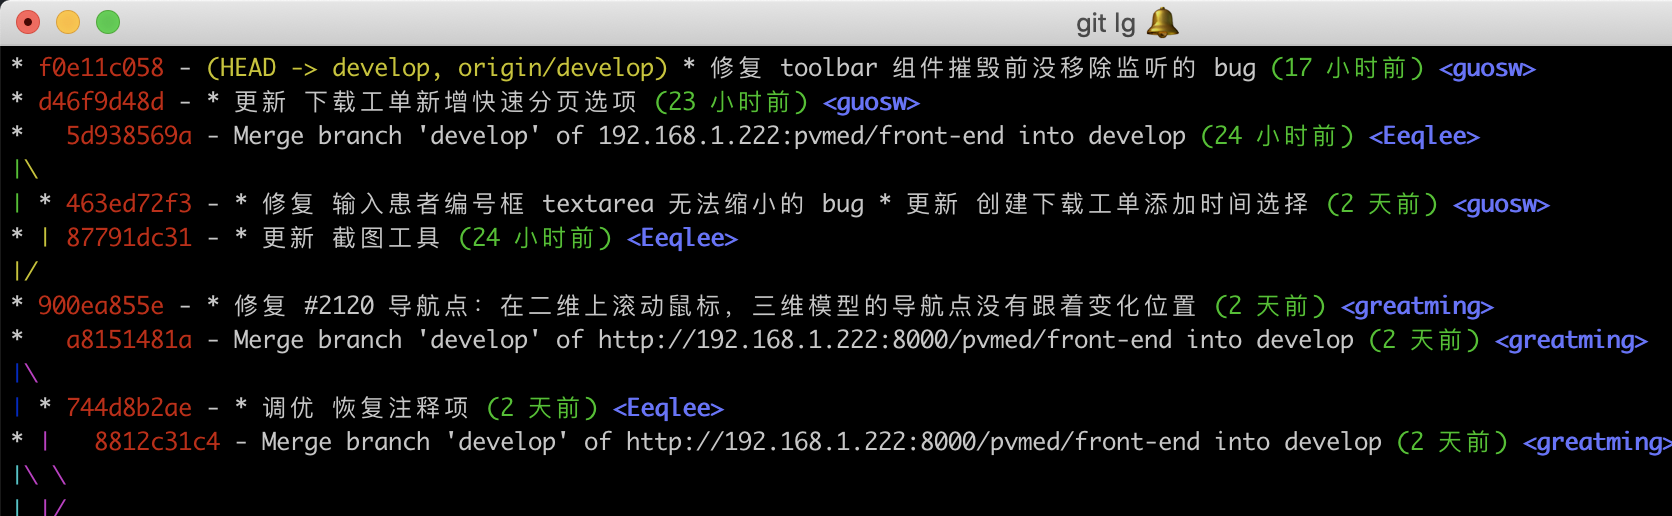 git lg 🔔
* f0e11c058 - (HEAD -> develop, origin/develop) * 修复 toolbar 组件摧毁前没移除监听的 bug (17 小时前) <guosw>
* d46f9d48d - * 更新 下载工单新增快速分页选项 (23 小时前) <guosw>
*   5d938569a - Merge branch 'develop' of 192.168.1.222:pvmed/front-end into develop (24 小时前) <Eeqlee>
|\
| * 463ed72f3 - * 修复 输入患者编号框 textarea 无法缩小的 bug * 更新 创建下载工单添加时间选择 (2 天前) <guosw>
* | 87791dc31 - * 更新 截图工具 (24 小时前) <Eeqlee>
|/
* 900ea855e - * 修复 #2120 导航点：在二维上滚动鼠标，三维模型的导航点没有跟着变化位置 (2 天前) <greatming>
*   a8151481a - Merge branch 'develop' of http://192.168.1.222:8000/pvmed/front-end into develop (2 天前) <greatming>
|\
| * 744d8b2ae - * 调优 恢复注释项 (2 天前) <Eeqlee>
* |   8812c31c4 - Merge branch 'develop' of http://192.168.1.222:8000/pvmed/front-end into develop (2 天前) <greatming>
|\ \
| |/